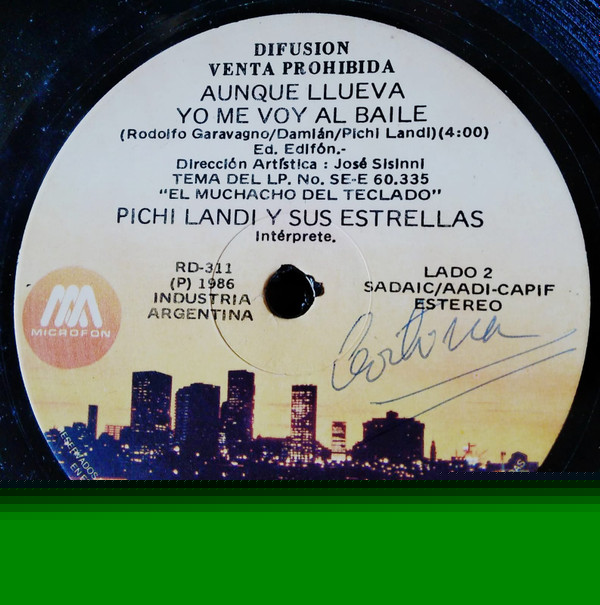 DIFUSION
VENTA PROHIBIDA
AUNQUE LLUEVA
YO ME VOY AL BAILE
(Rodolfo Garavagno/Damián/Pichi Landi)(4:00)
Ed. Edifón.-
Dirección Artística : José Sisinni
TEMA DEL LP. No. SE-E 60.335
"EL MUCHACHO DEL TECLADO"
PICHI LANDI Y SUS ESTRELLAS
Intérprete.
RD-311
(P) 1986
INDUSTRIA
ARGENTINA
LADO 2
SADAIC/AADI-CAPIF
ESTEREO
MICROFON